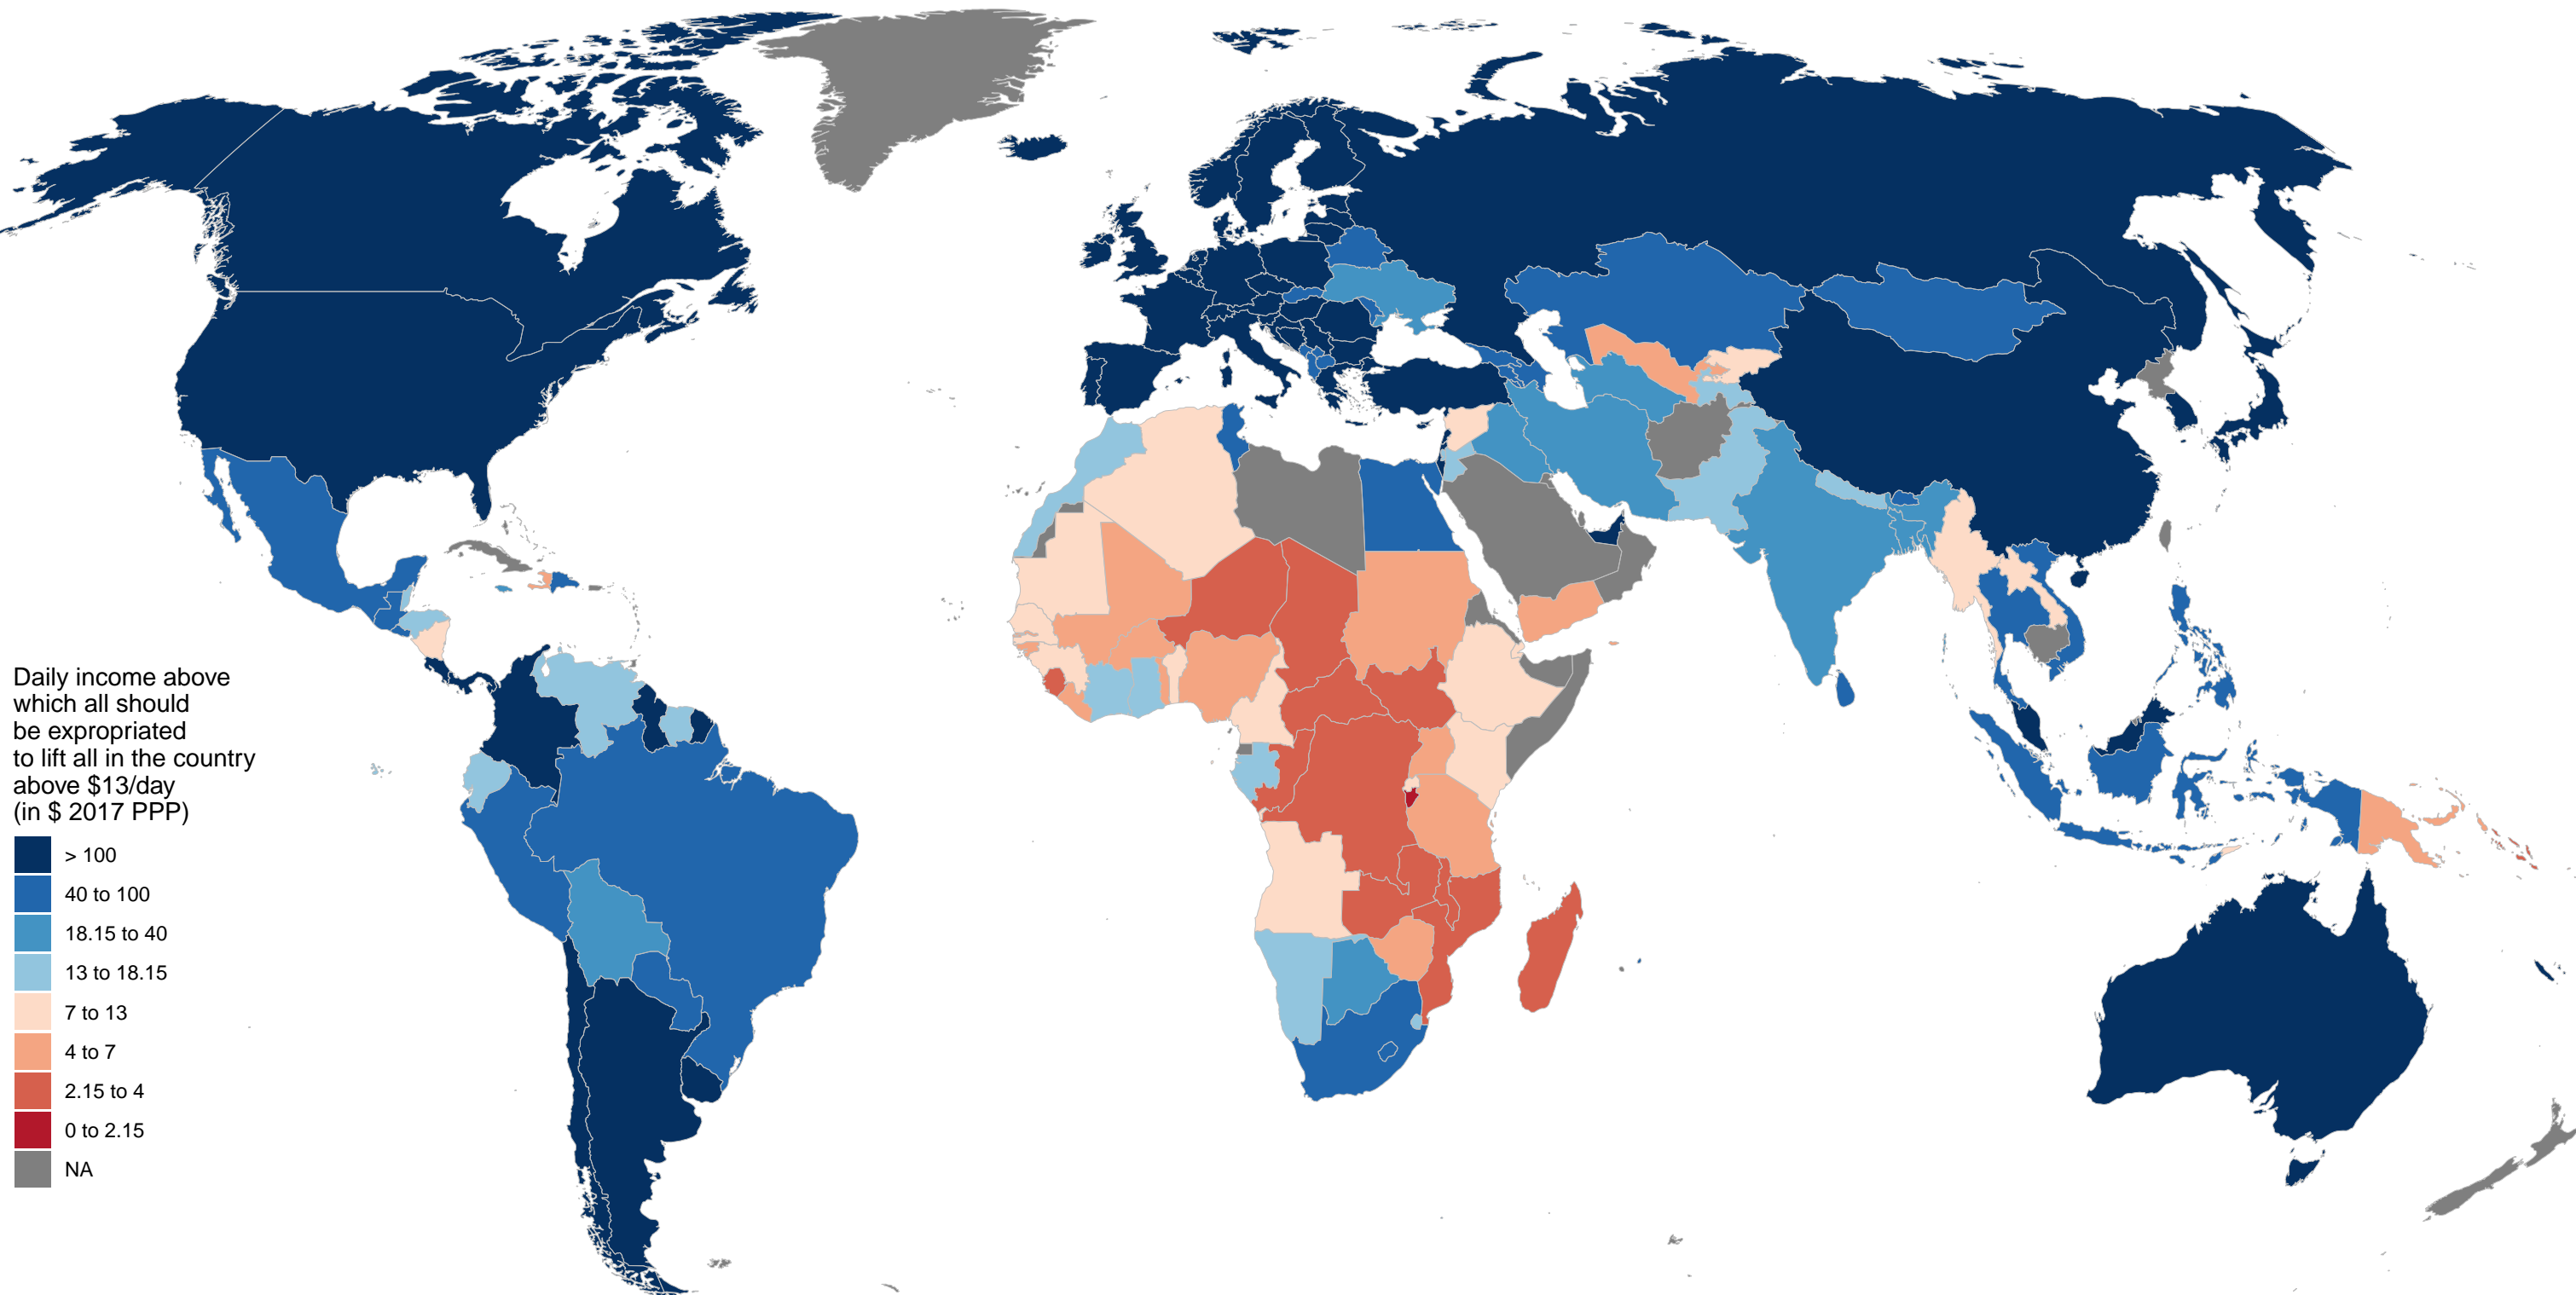 Daily income above
which all should
be expropriated
to lift all in the country
above $13/day
(in $ 2017 PPP)
> 100
40 to 100
18.15 to 40
13 to 18.15
7 to 13
4 to 7
2.15 to 4
0 to 2.15
NA